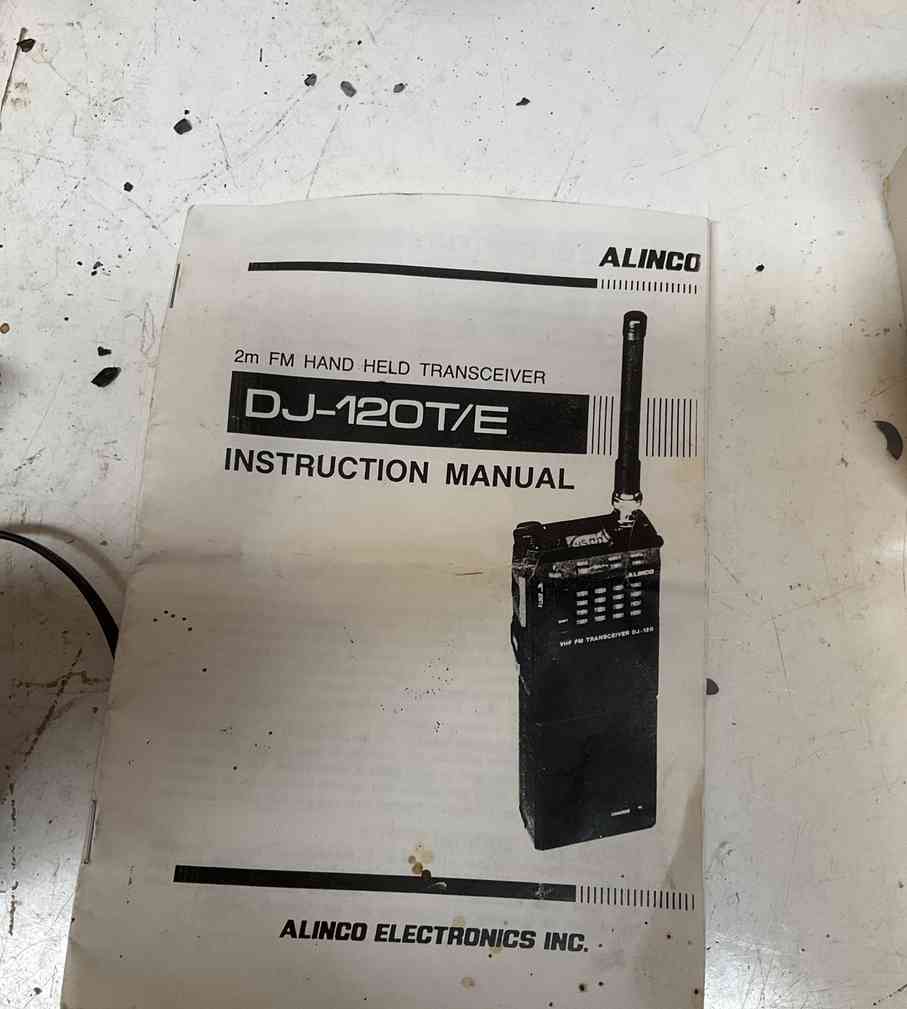 ALINCO
2m FM HAND HELD TRANSCEIVER
DJ-120T/E
INSTRUCTION MANUAL
ALINCO
VHF FM TRANSCEIVER DJ-120
ALINCO ELECTRONICS INC.